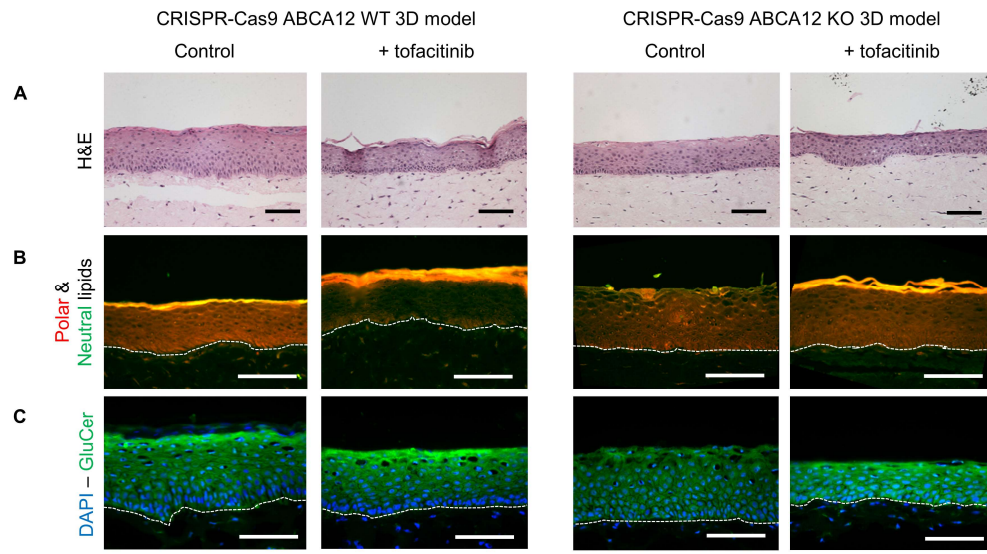 CRISPR-Cas9 ABCA12 WT 3D model
CRISPR-Cas9 ABCA12 KO 3D model
Control
+ tofacitinib
Control
+ tofacitinib
A
H&E
B
Polar &
Neutral lipids
C
DAPI – GluCer